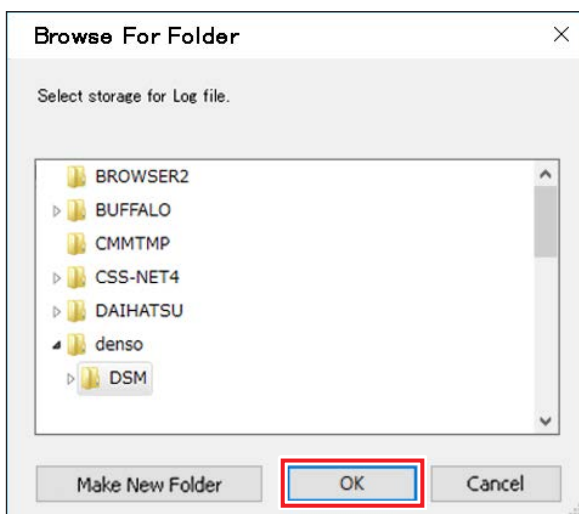 Browse For Folder
Select storage for Log file.
BROWSER2
BUFFALO
CMMTMP
CSS-NET4
DAIHATSU
denso
DSM
Make New Folder OK Cancel